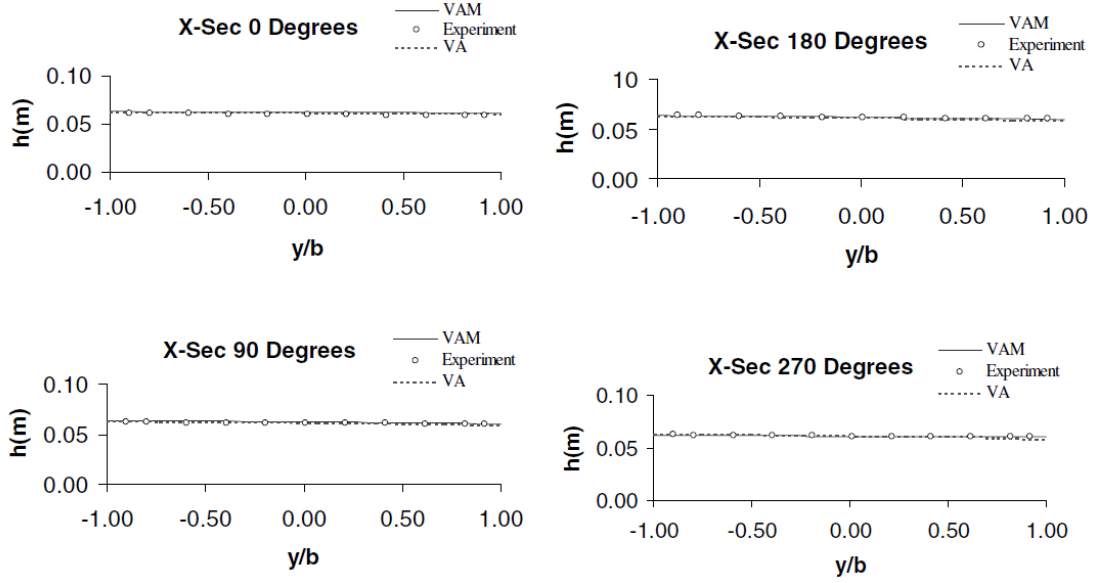 X-Sec 0 Degrees
VAM
Experiment
VA
0.10
0.05
0.00
h(m)
-1.00 -0.50 0.00 0.50 1.00
y/b
X-Sec 180 Degrees
VAM
Experiment
VA
10
0.05
0.00
h(m)
-1.00 -0.50 0.00 0.50 1.00
y/b
X-Sec 90 Degrees
VAM
Experiment
VA
0.10
0.05
0.00
h(m)
-1.00 -0.50 0.00 0.50 1.00
y/b
X-Sec 270 Degrees
VAM
Experiment
VA
0.10
0.05
0.00
h(m)
-1.00 -0.50 0.00 0.50 1.00
y/b